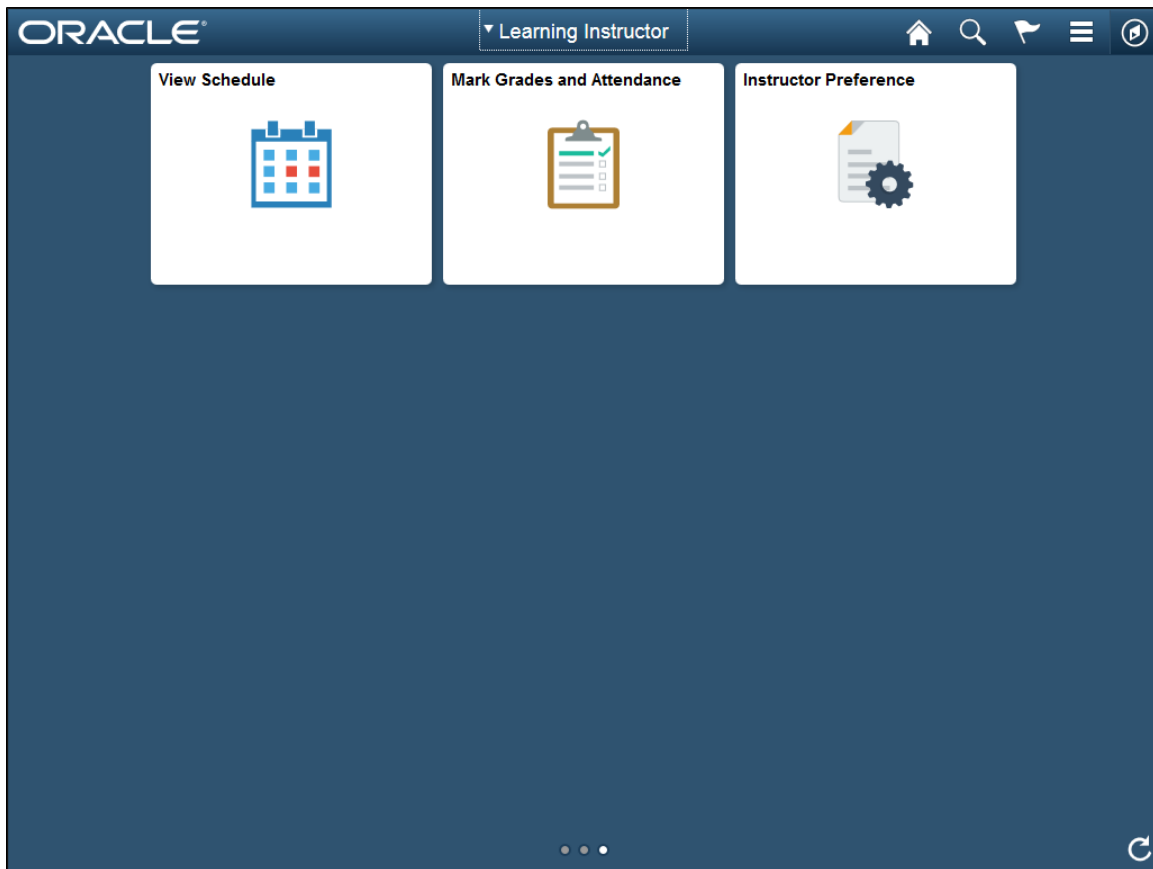 ORACLE®
Learning Instructor
View Schedule
Mark Grades and Attendance
Instructor Preference